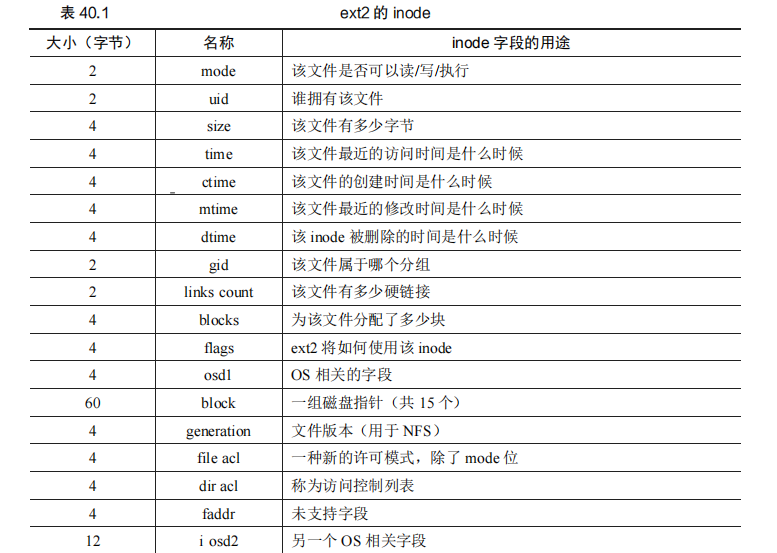 表 40.1 ext2 的 inode
大小（字节） 名称 inode 字段的用途
2 mode 该文件是否可以读/写/执行
2 uid 谁拥有该文件
4 size 该文件有多少字节
4 time 该文件最近的访问时间是什么时候
4 ctime 该文件的创建时间是什么时候
4 mtime 该文件最近的修改时间是什么时候
4 dtime 该 inode 被删除的时间是什么时候
2 gid 该文件属于哪个分组
2 links count 该文件有多少硬链接
4 blocks 为该文件分配了多少块
4 flags ext2 将如何使用该 inode
4 osd1 OS 相关的字段
60 block 一组磁盘指针（共 15 个）
4 generation 文件版本（用于 NFS）
4 file acl 一种新的许可模式，除了 mode 位
4 dir acl 称为访问控制列表
4 faddr 未支持字段
12 i osd2 另一个 OS 相关字段